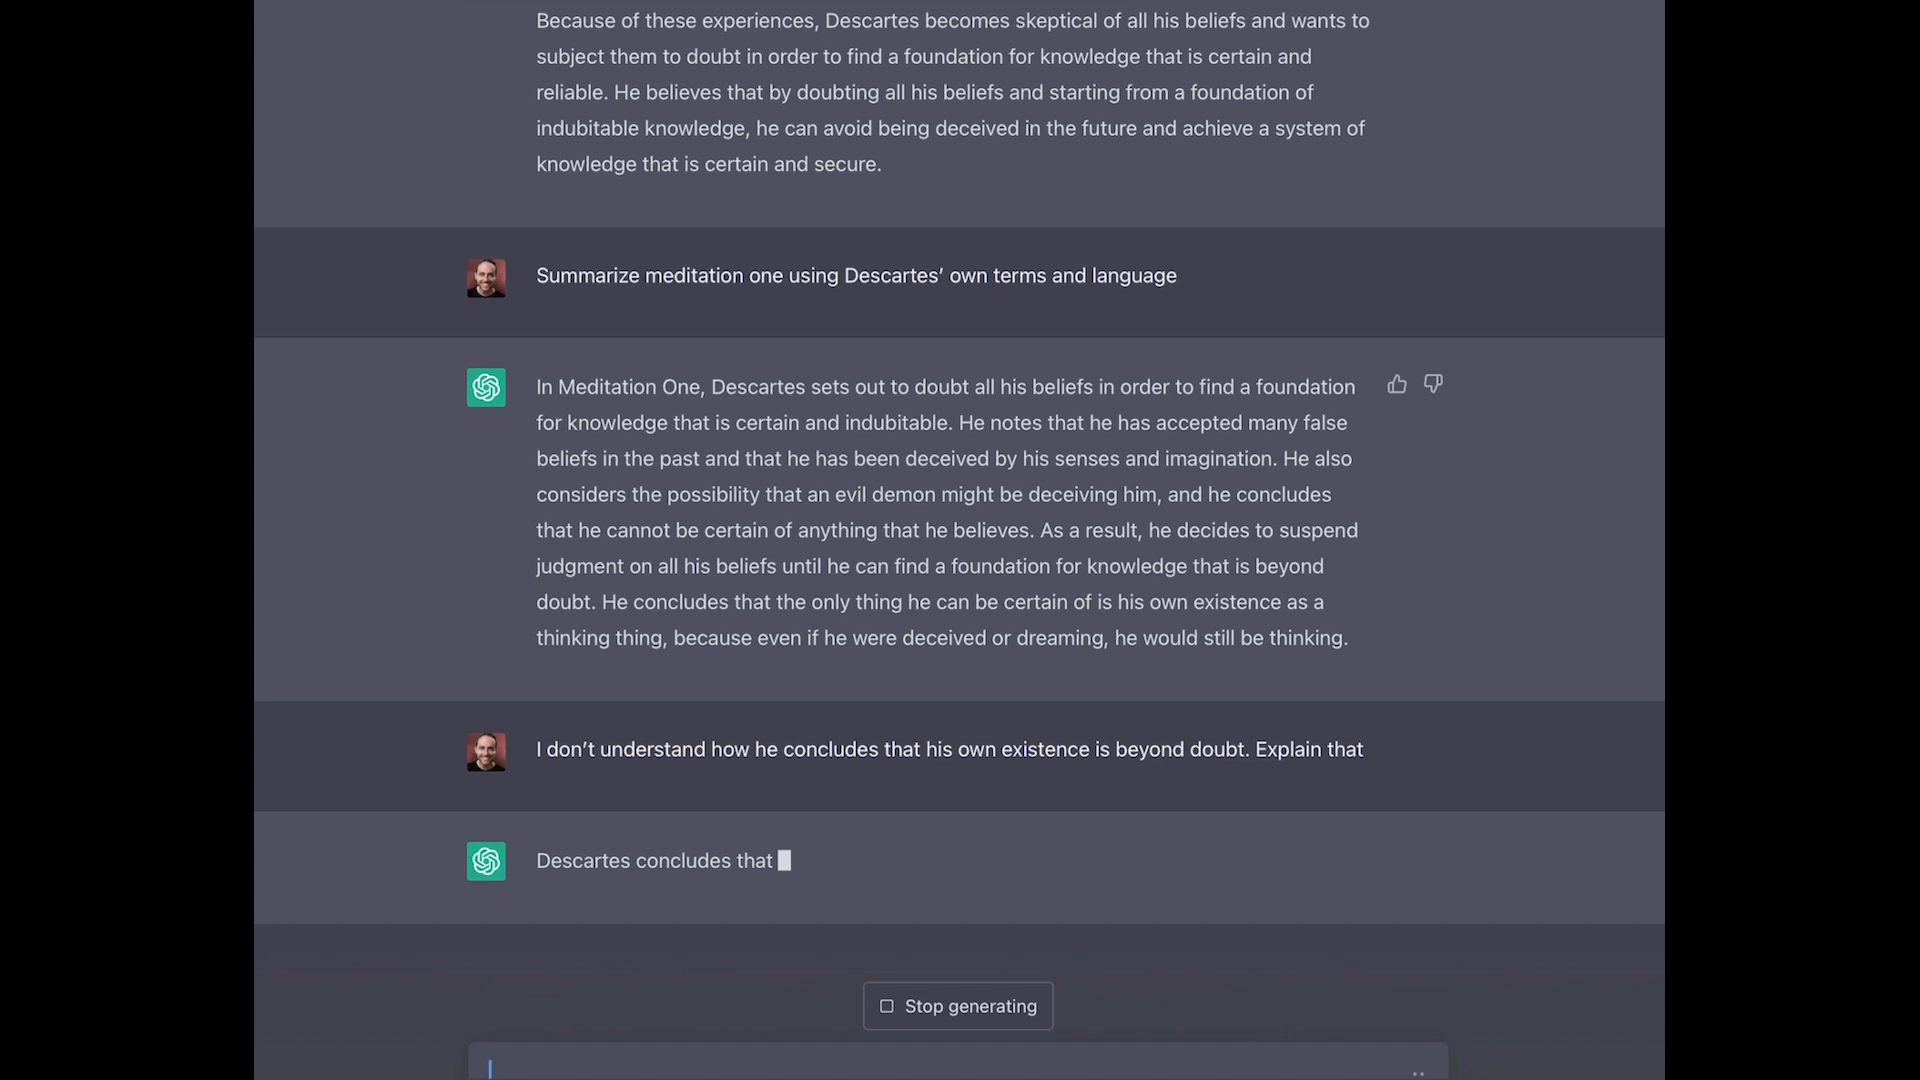 Because of these experiences, Descartes becomes skeptical of all his beliefs and wants to
subject them to doubt in order to find a foundation for knowledge that is certain and
reliable. He believes that by doubting all his beliefs and starting from a foundation of
indubitable knowledge, he can avoid being deceived in the future and achieve a system of
knowledge that is certain and secure.
Summarize meditation one using Descartes’ own terms and language
In Meditation One, Descartes sets out to doubt all his beliefs in order to find a foundation
for knowledge that is certain and indubitable. He notes that he has accepted many false
beliefs in the past and that he has been deceived by his senses and imagination. He also
considers the possibility that an evil demon might be deceiving him, and he concludes
that he cannot be certain of anything that he believes. As a result, he decides to suspend
judgment on all his beliefs until he can find a foundation for knowledge that is beyond
doubt. He concludes that the only thing he can be certain of is his own existence as a
thinking thing, because even if he were deceived or dreaming, he would still be thinking.
I don’t understand how he concludes that his own existence is beyond doubt. Explain that
Descartes concludes that
Stop generating